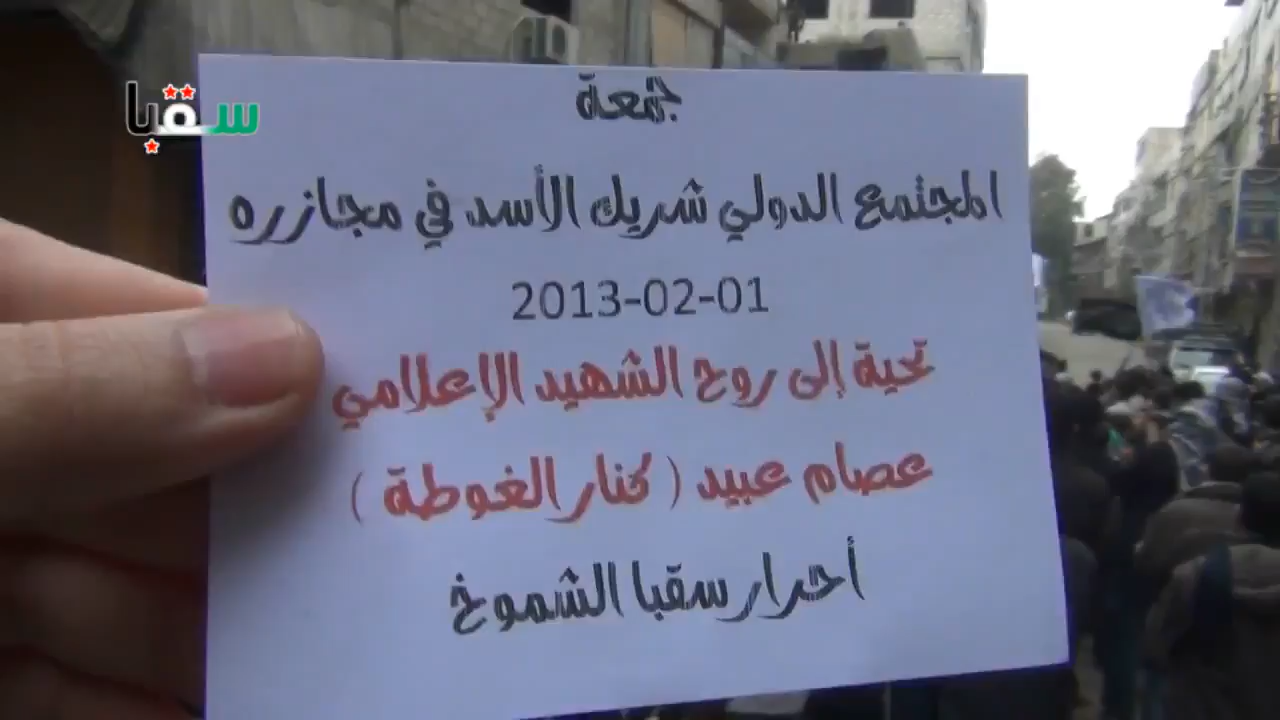 سقبا
جمعة
المجتمع الدولي شريك الأسد في مجازره
2013-02-01
تحية إلى روح الشهيد الإعلامي
عصام عبيد ( كنار الغوطة )
أحرار سقبا الشموخ